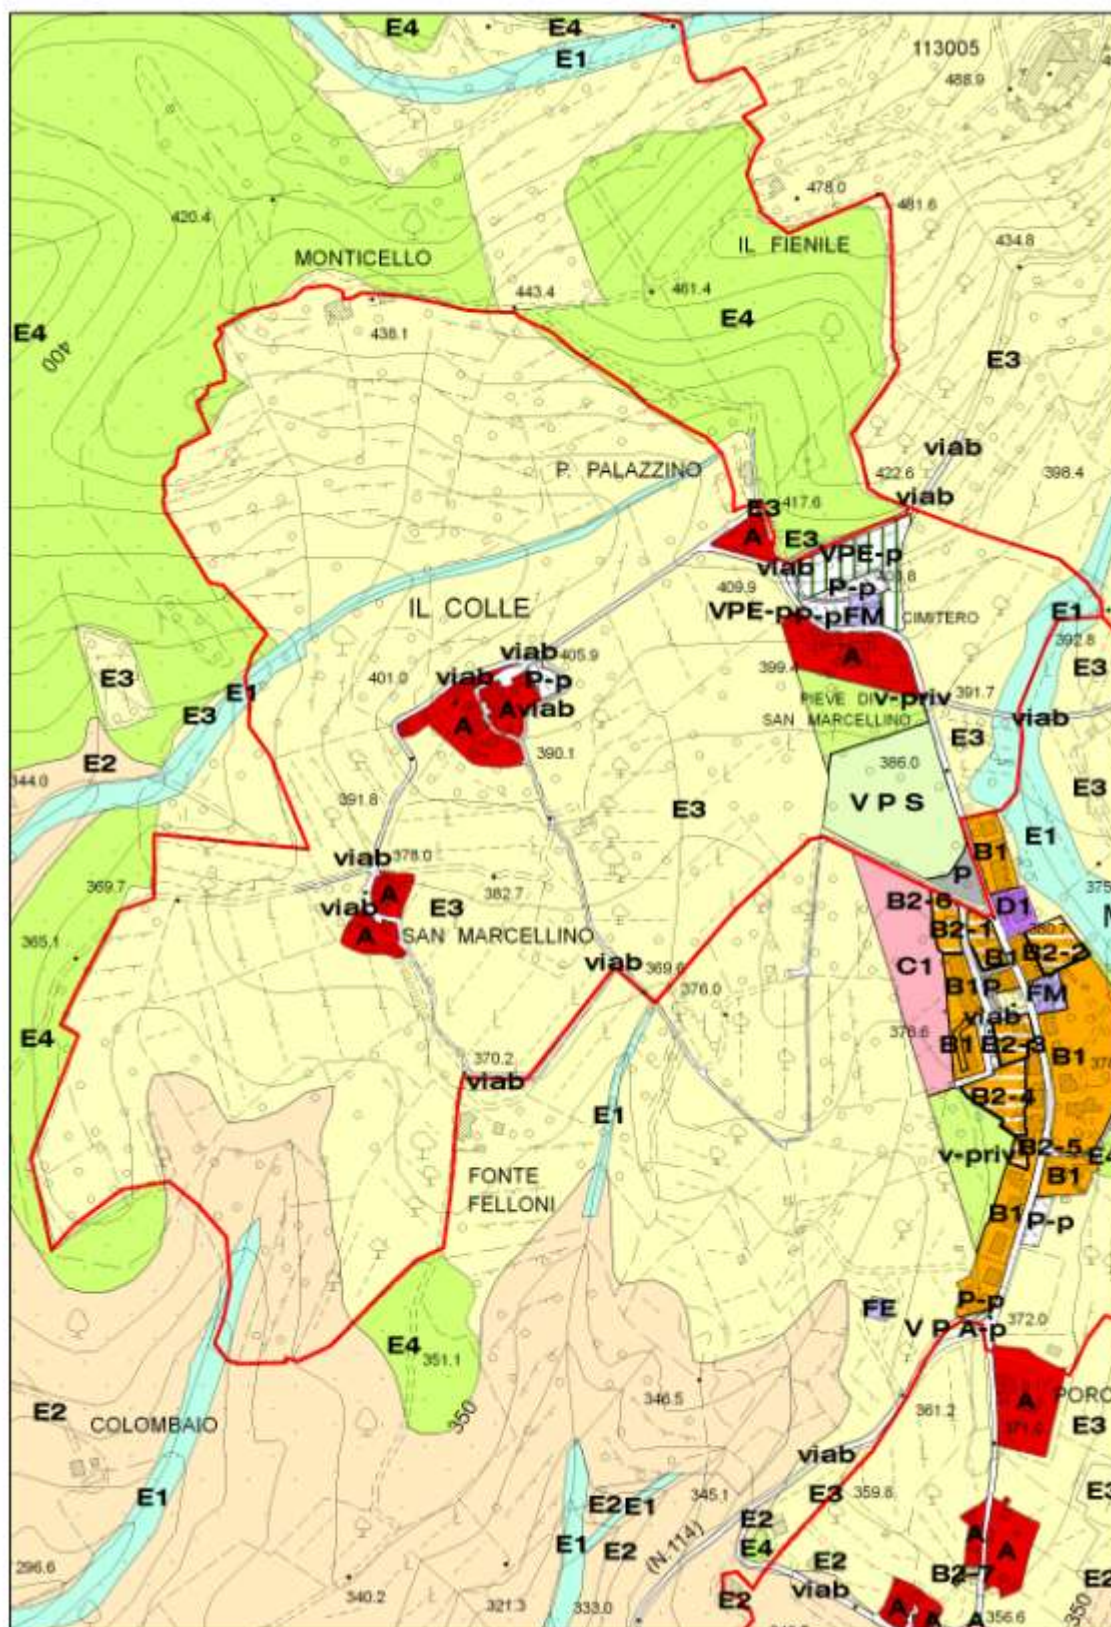 E4
E4
E1
113005
488.9
478.0
481.6
420.4
IL FIENILE
434.8
MONTICELLO
461.4
443.4
E4
E4
438.1
400
E3
viab
P. PALAZZINO
422.6
398.4
viab
E3
417.6
A
E3
VPE-p
viab
409.9
P-p
IL COLLE
VPE-p
p-p
FM
CIMITERO
E1
392.8
viab
405.9
399.4
A
E3
E3
401.0
viab
P-p
E1
PIEVE DI
v-priv
391.7
E3
A
A
viab
SAN MARCELLINO
viab
E3
390.1
386.0
E2
344.0
391.8
E3
V P S
E3
E1
viab
378.0
B1
P
369.7
382.7
A
E3
B2-6
D1
viab
B2-1
365.1
A
SAN MARCELLINO
B1
B2-2
C1
viab
369.6
376.0
B1
P
FM
376.6
viab
E4
B1
E2-3
B1
370.2
viab
B2-4
E1
B2-5
v-priv
E4
FONTE
FELLONI
B1
B1
P-p
FE
P-p
V P A-p
372.0
E4
351.1
346.5
E2
COLOMBAIO
350
361.2
A
371.0
PORC
E3
viab
E1
345.1
E3
359.8
E3
E2
E1
E2
A
E1
E2
(N.114)
E4
E2
A
296.6
B2-7
E2
viab
340.2
321.3
333.0
E2
A
A
A
356.6
350